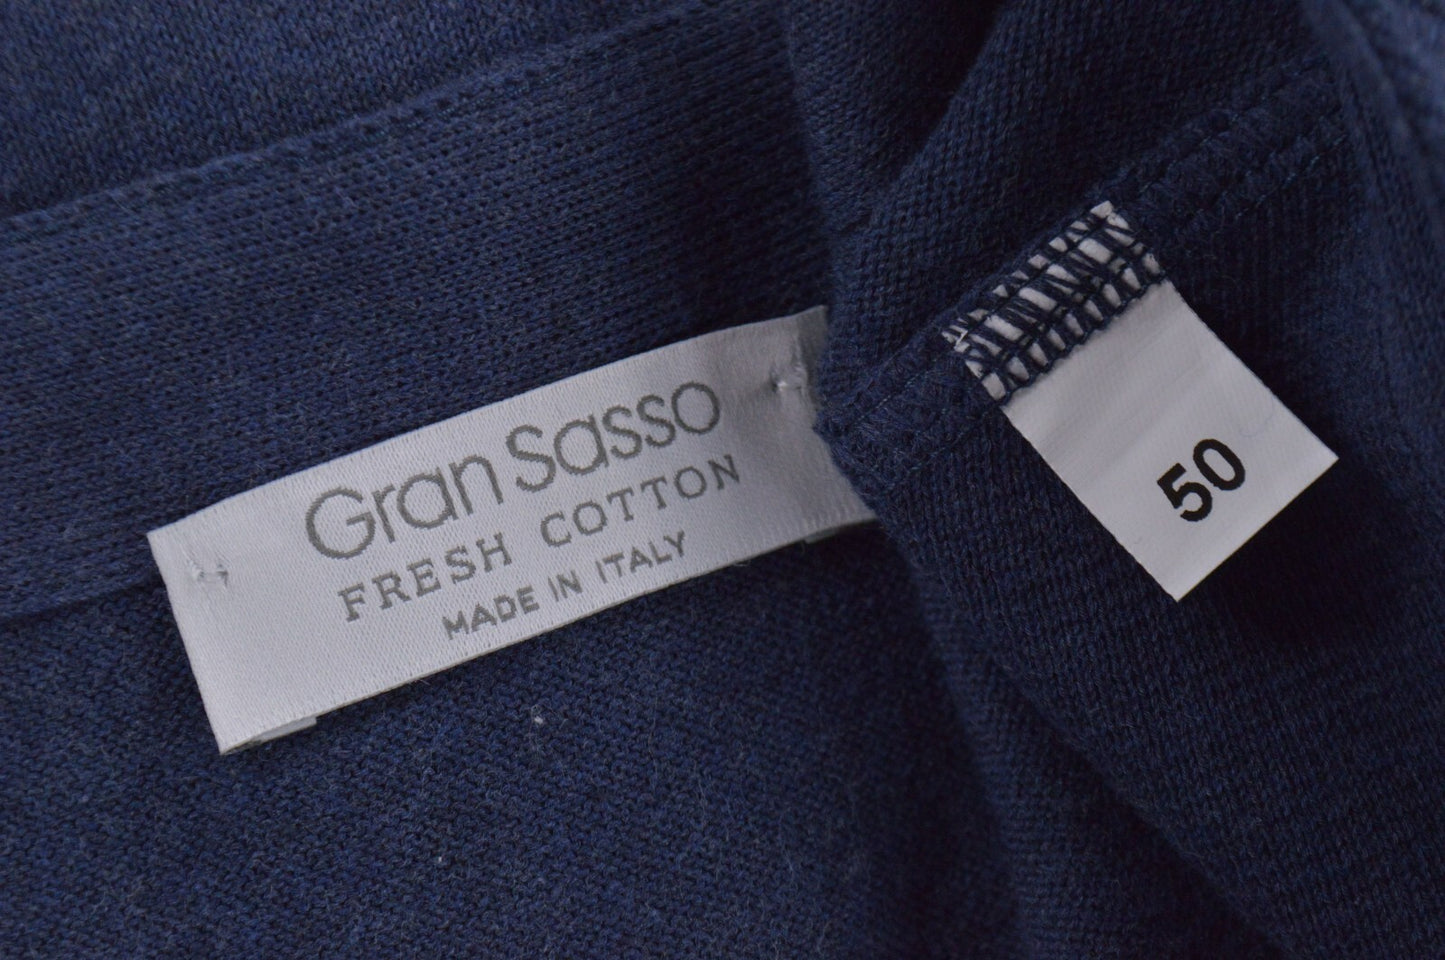 Gran Sasso
FRESH COTTON
MADE IN ITALY
50